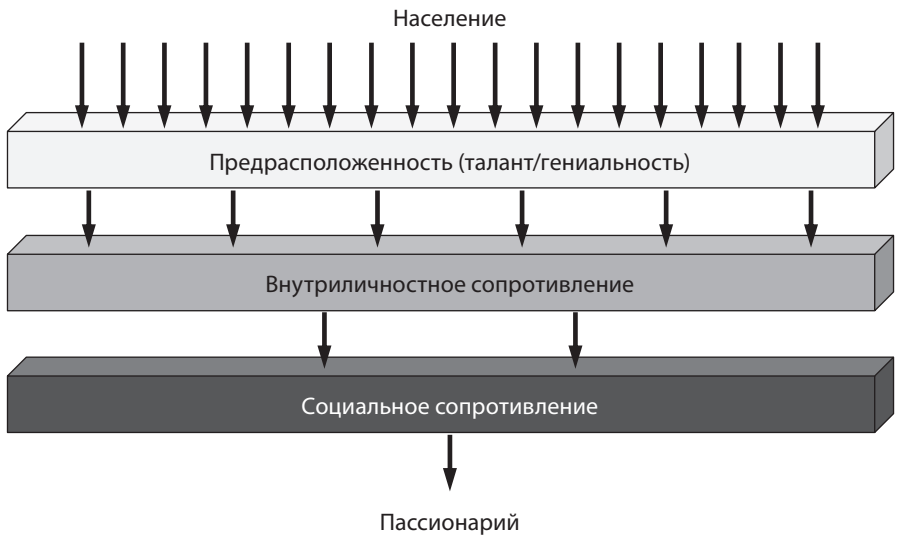 Население
Предрасположенность (талант/гениальность)
Внутриличностное сопротивление
Социальное сопротивление
Пассионарий